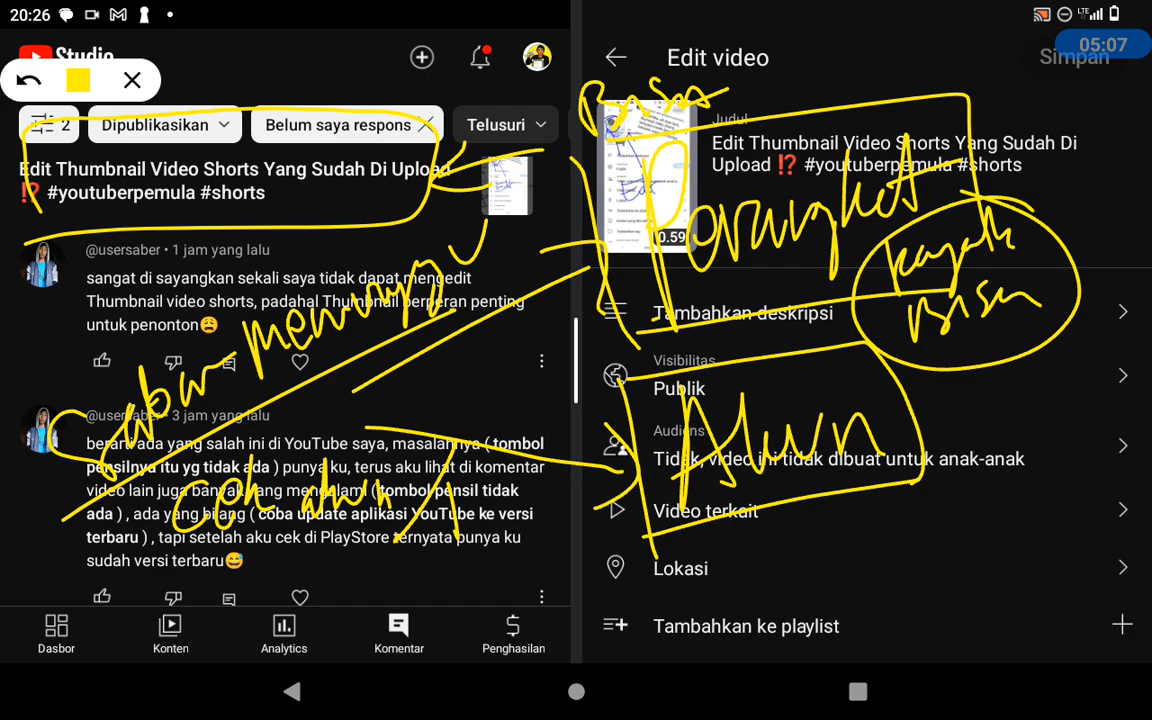 20:26
LTE
05:07
Studio
2
Dipublikasikan
Belum saya respons
Telusuri
Edit Thumbnail Video Shorts Yang Sudah Di Upload
⁉️ #youtuberpemula #shorts
@usersaber • 1 jam yang lalu
sangat di sayangkan sekali saya tidak dapat mengedit
Thumbnail video shorts, padahal Thumbnail berperan penting
untuk penonton😩
@usersaber • 3 jam yang lalu
berarti ada yang salah ini di YouTube saya, masalannya ( tombol
pensilnya itu yg tidak ada ) punya ku, terus aku lihat di komentar
video lain juga banyak yang mengalami ( tombol pensil tidak
ada ) , ada yang bilang ( coba update aplikasi YouTube ke versi
terbaru ) , tapi setelah aku cek di PlayStore ternyata punya ku
sudah versi terbaru😅
cek akun
Dasbor
Konten
Analytics
Komentar
Penghasilan
Edit video
Simpan
Judul
Edit Thumbnail Video Shorts Yang Sudah Di
Upload ⁉️ #youtuberpemula #shorts
0.59
Edit
Tambahkan deskripsi
Visibilitas
Publik
Audiens
Tidak, video ini tidak dibuat untuk anak-anak
Akun
Video terkait
Lokasi
Tambahkan ke playlist